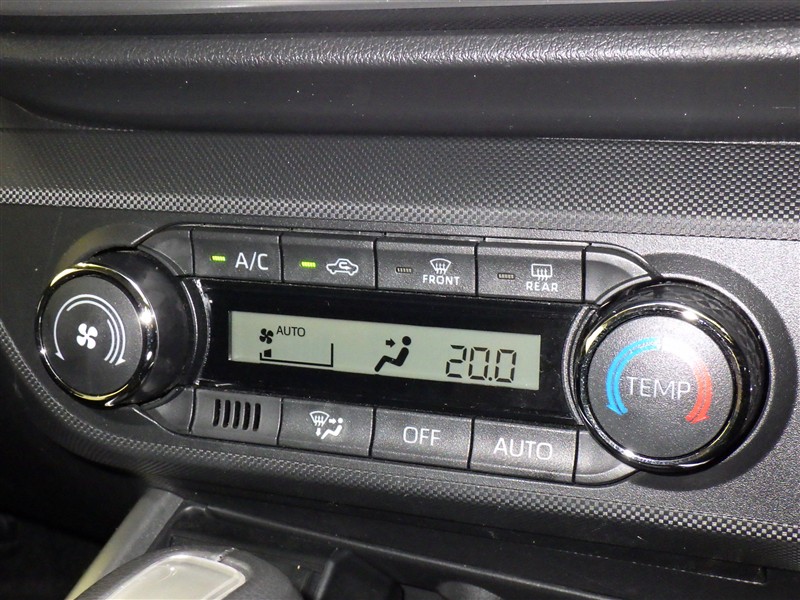 A/C
FRONT
REAR
AUTO
20.0
TEMP
OFF
AUTO